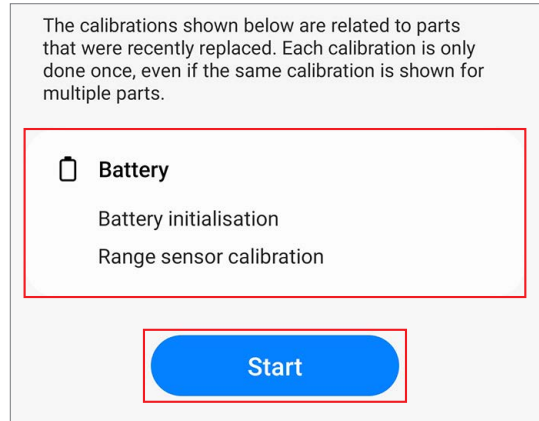 The calibrations shown below are related to parts
that were recently replaced. Each calibration is only
done once, even if the same calibration is shown for
multiple parts.
Battery
Battery initialisation
Range sensor calibration
Start